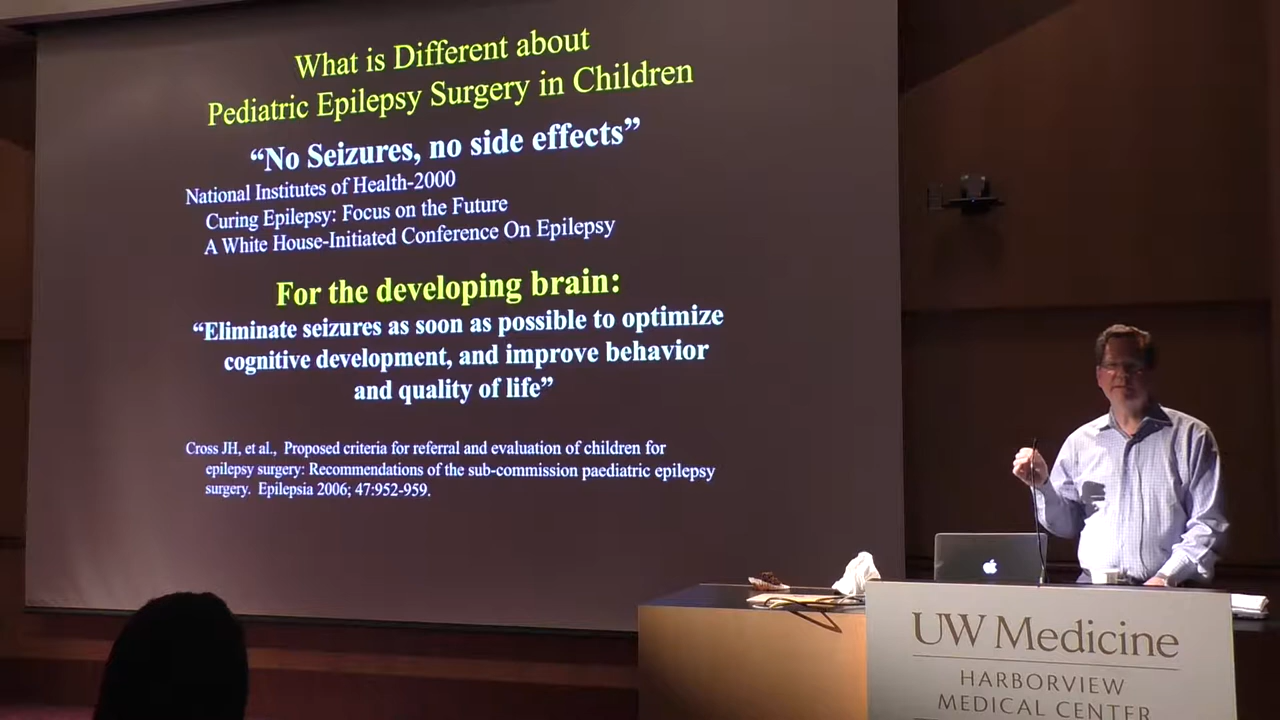 What is Different about
Pediatric Epilepsy Surgery in Children
“No Seizures, no side effects”
National Institutes of Health-2000
Curing Epilepsy: Focus on the Future
A White House-Initiated Conference On Epilepsy
For the developing brain:
“Eliminate seizures as soon as possible to optimize
cognitive development, and improve behavior
and quality of life”
Cross JH, et al., Proposed criteria for referral and evaluation of children for
epilepsy surgery: Recommendations of the sub-commission paediatric epilepsy
surgery. Epilepsia 2006; 47:952-959.
UW Medicine
HARBORVIEW
MEDICAL CENTER